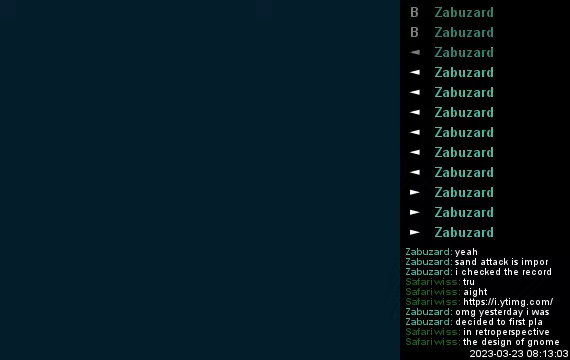 B Zabuzard
B Zabuzard
◄ Zabuzard
◄ Zabuzard
◄ Zabuzard
◄ Zabuzard
◄ Zabuzard
◄ Zabuzard
◄ Zabuzard
► Zabuzard
► Zabuzard
► Zabuzard
Zabuzard: yeah
Zabuzard: sand attack is impor
Zabuzard: i checked the record
Safariwiss: tru
Safariwiss: aight
Safariwiss: https://i.ytimg.com/
Zabuzard: omg yesterday i was
Zabuzard: decided to first pla
Safariwiss: in retroperspective
Safariwiss: the design of gnome
2023-03-23 08:13:03